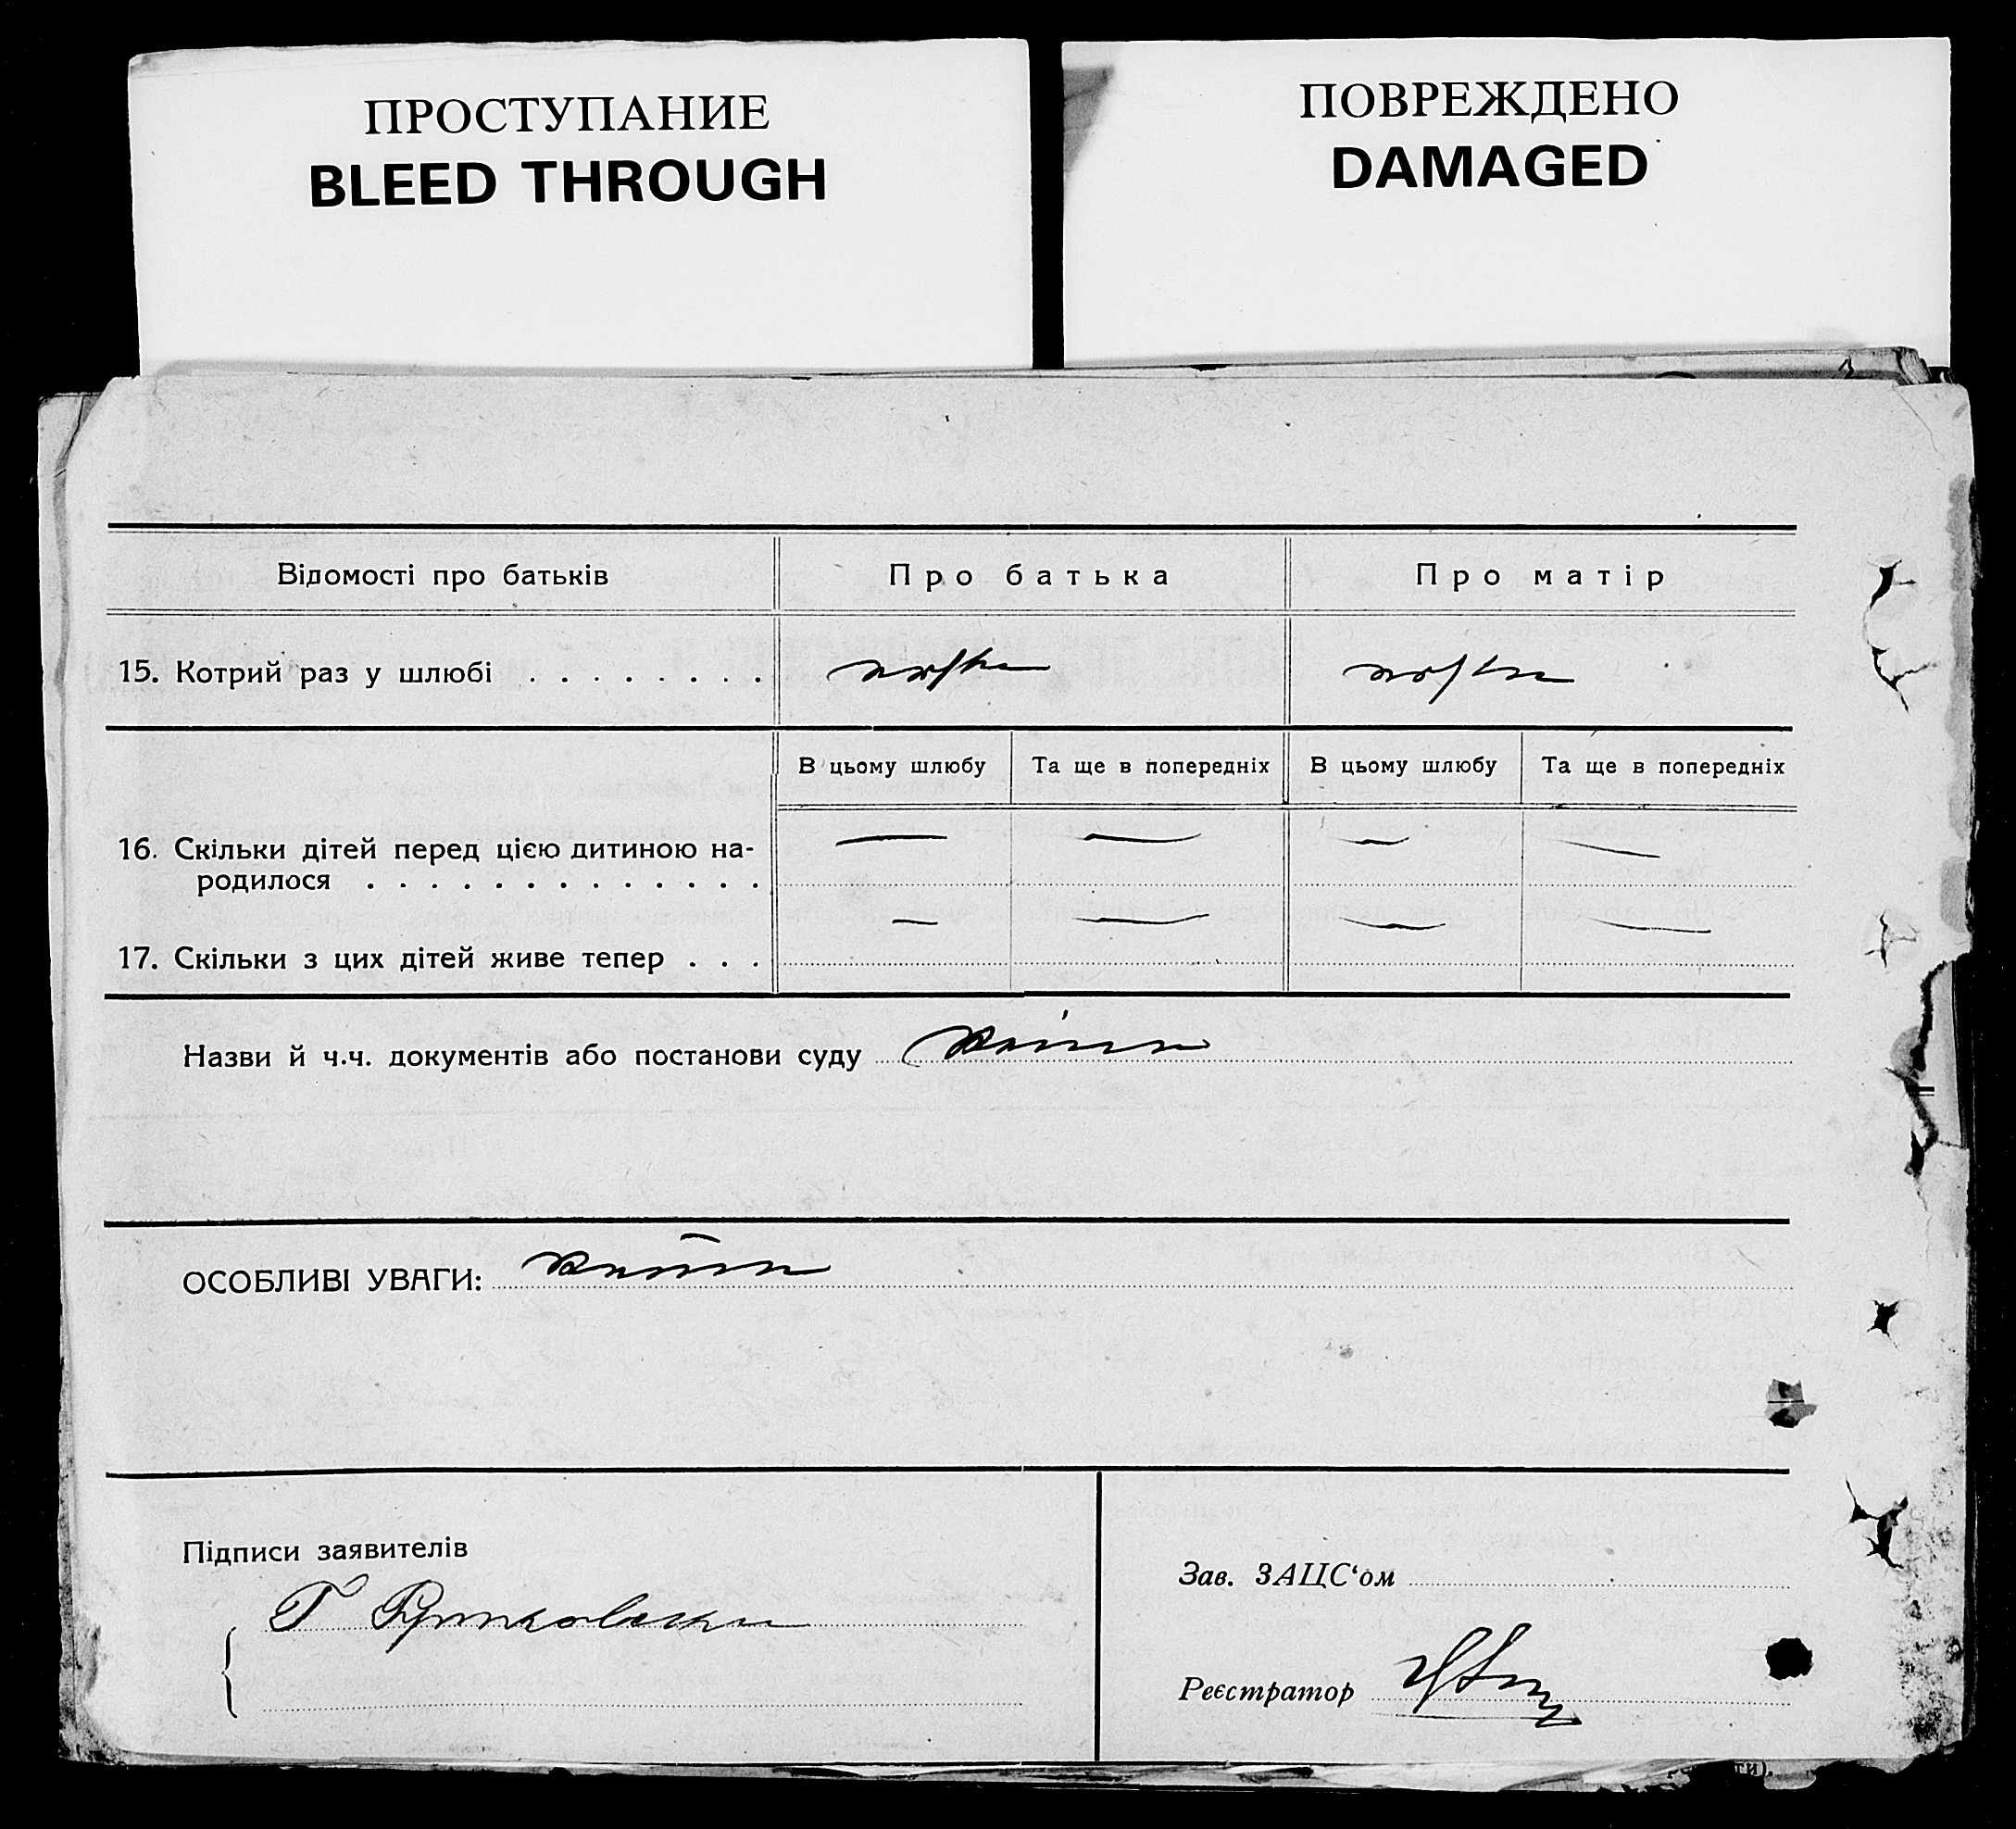 ПРОСТУПАНИЕ
BLEED THROUGH
ПОВРЕЖДЕНО
DAMAGED
Відомості про батьків
Про батька
Про матір
15. Котрий раз у шлюбі . . . . . . . .
В цьому шлюбу
Та ще в попередніх
В цьому шлюбу
Та ще в попередніх
16. Скільки дітей перед цією дитиною на-
родилося . . . . . . . . . . . . .
— — — —
17. Скільки з цих дітей живе тепер . . .
— — — —
Назви й ч.ч. документів або постанови суду
ОСОБЛИВІ УВАГИ:
Підписи заявителів
Г
Зав. ЗАЦС‘ом
Реєстратор
ти).